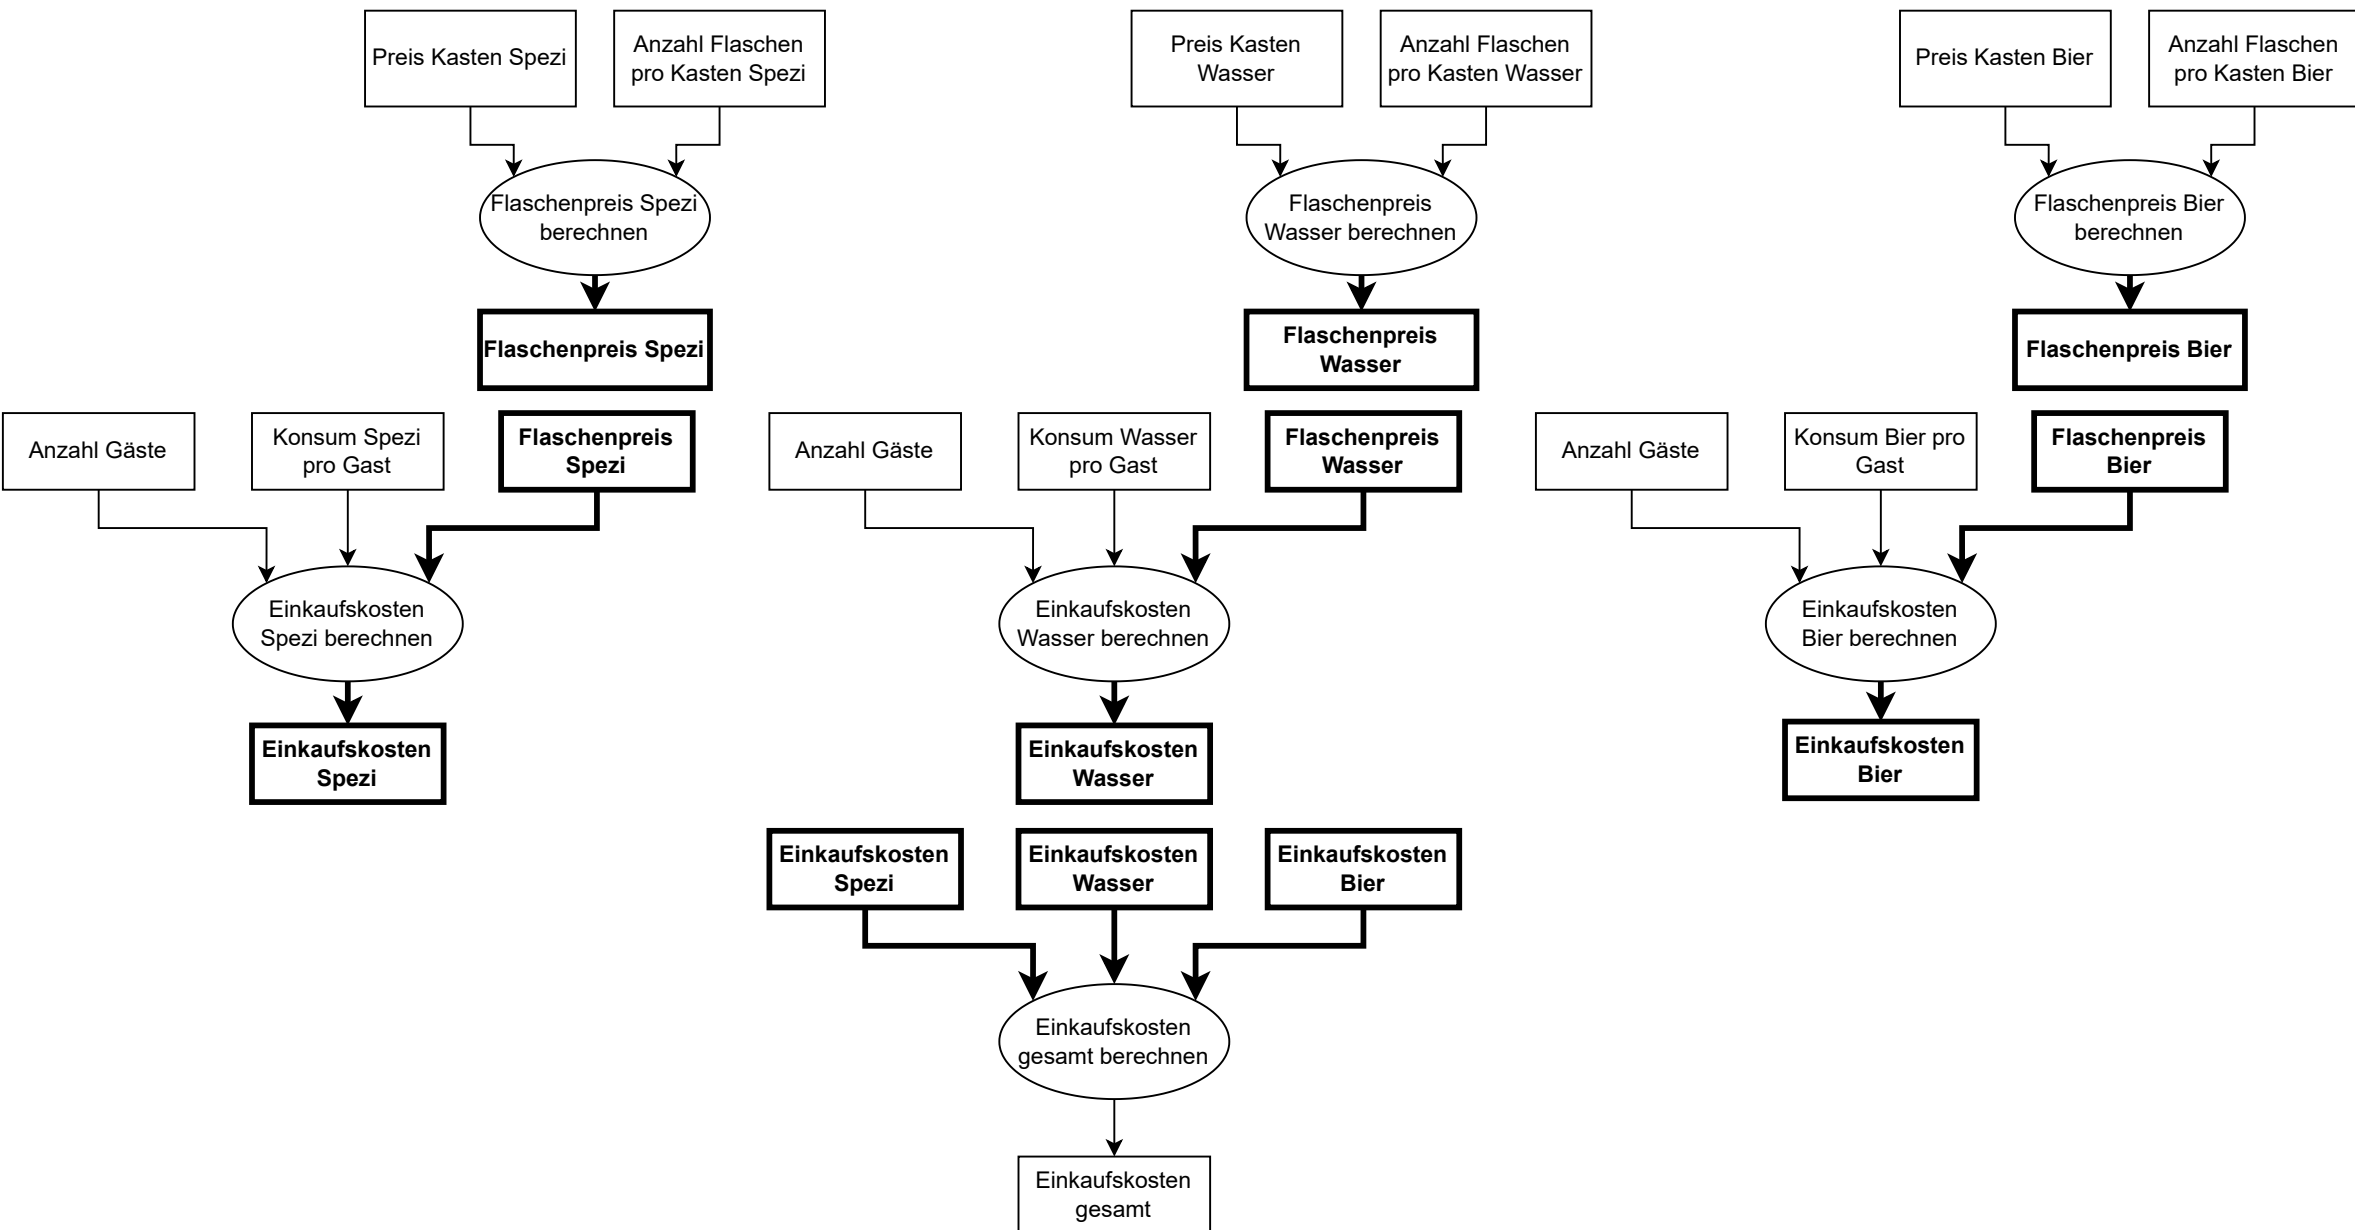 Preis Kasten Spezi
Anzahl Flaschen
pro Kasten Spezi
Preis Kasten
Wasser
Anzahl Flaschen
pro Kasten Wasser
Preis Kasten Bier
Anzahl Flaschen
pro Kasten Bier
Flaschenpreis Spezi
berechnen
Flaschenpreis
Wasser berechnen
Flaschenpreis Bier
berechnen
Flaschenpreis Spezi
Flaschenpreis
Wasser
Flaschenpreis Bier
Anzahl Gäste
Konsum Spezi
pro Gast
Flaschenpreis
Spezi
Anzahl Gäste
Konsum Wasser
pro Gast
Flaschenpreis
Wasser
Anzahl Gäste
Konsum Bier pro
Gast
Flaschenpreis
Bier
Einkaufskosten
Spezi berechnen
Einkaufskosten
Wasser berechnen
Einkaufskosten
Bier berechnen
Einkaufskosten
Spezi
Einkaufskosten
Wasser
Einkaufskosten
Bier
Einkaufskosten
Spezi
Einkaufskosten
Wasser
Einkaufskosten
Bier
Einkaufskosten
gesamt berechnen
Einkaufskosten
gesamt